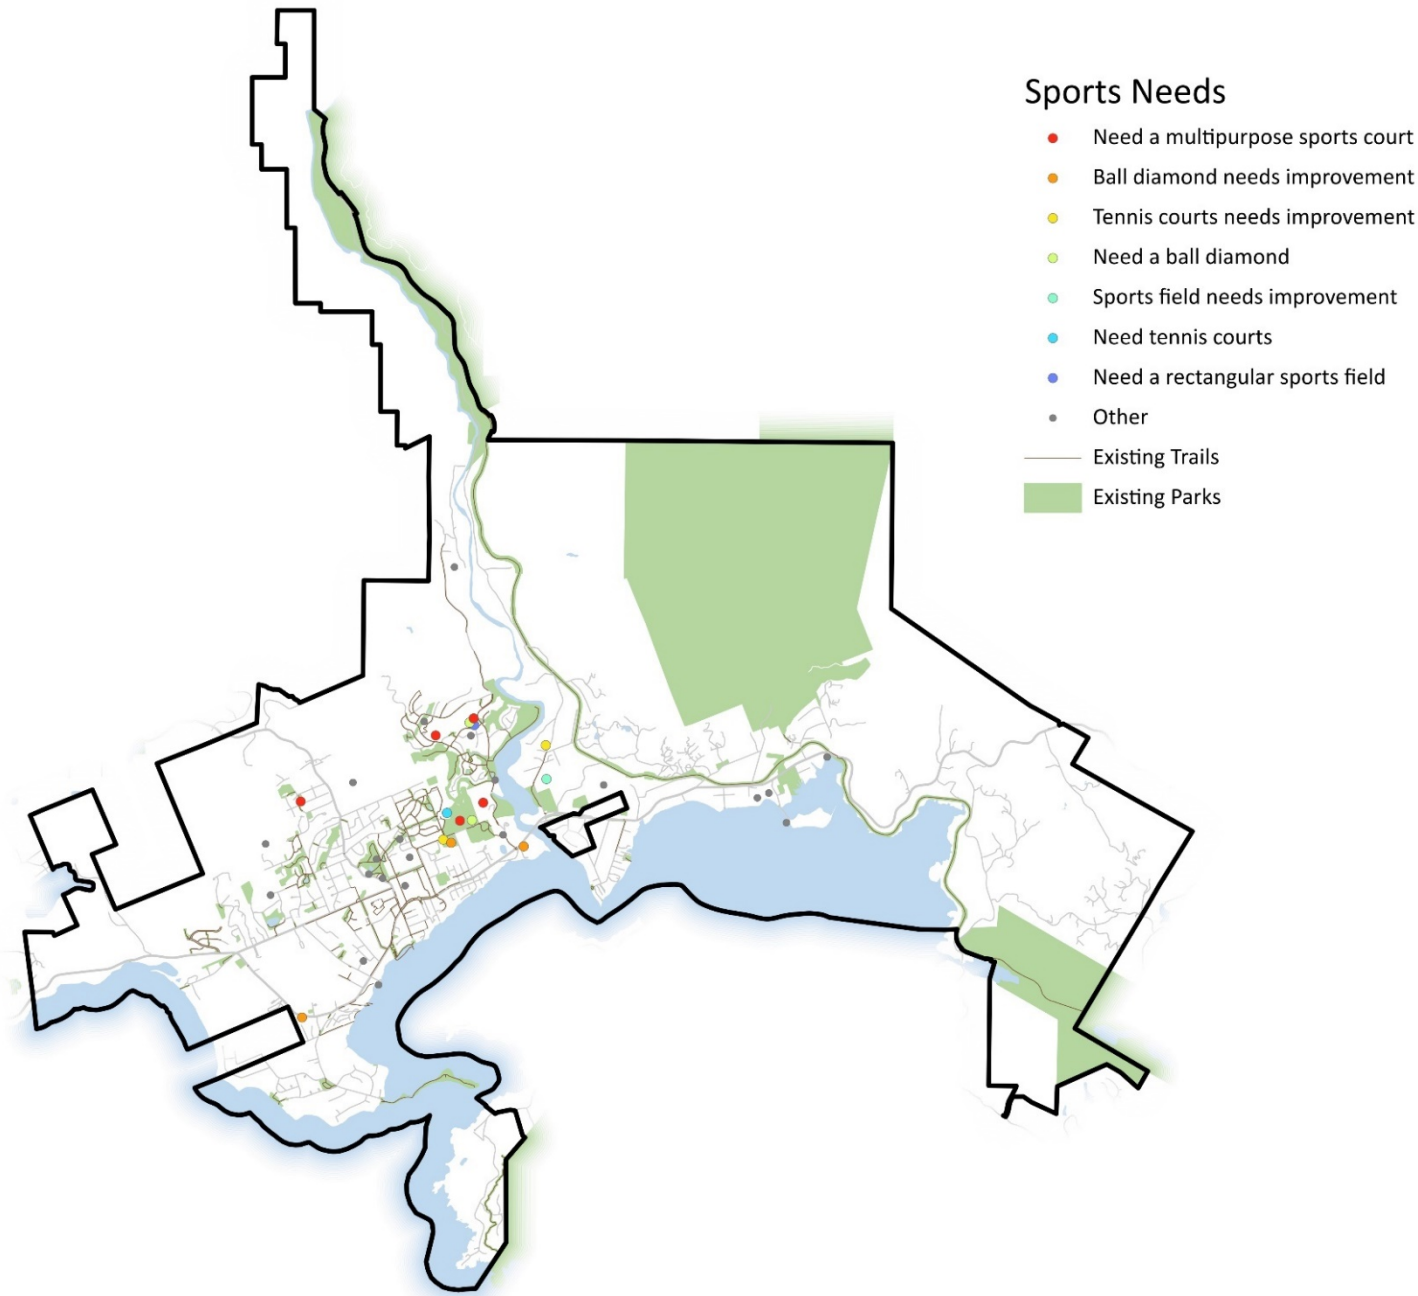 Sports Needs
Need a multipurpose sports court
Ball diamond needs improvement
Tennis courts needs improvement
Need a ball diamond
Sports field needs improvement
Need tennis courts
Need a rectangular sports field
Other
Existing Trails
Existing Parks